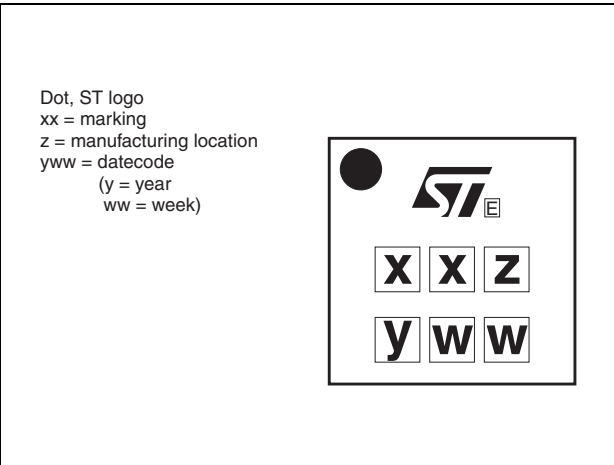 Dot, ST logo
xx = marking
z = manufacturing location
yww = datecode
(y = year
ww = week)
ST E
x x z
y w w